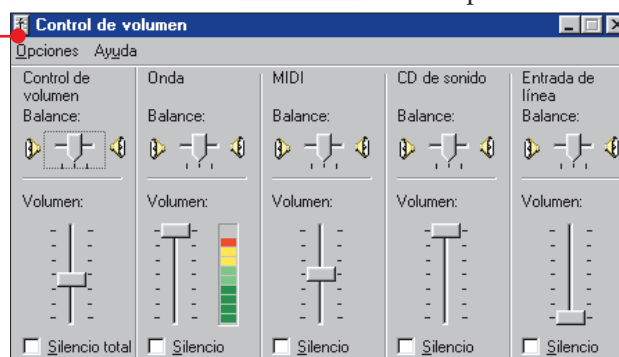 Control de volumen
Opciones Ayuda
Control de volumen
Balance:
Volumen:
Silencio total
Onda
Balance:
Volumen:
Silencio
MIDI
Balance:
Volumen:
Silencio
CD de sonido
Balance:
Volumen:
Silencio
Entrada de línea
Balance:
Volumen:
Silencio